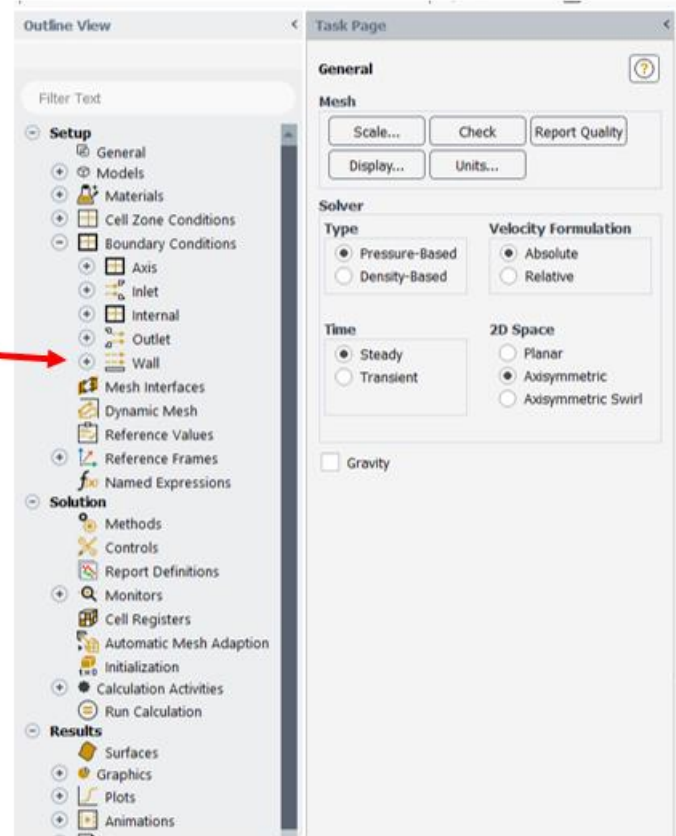 Outline View
Filter Text
Setup
General
Models
Materials
Cell Zone Conditions
Boundary Conditions
Axis
Inlet
Internal
Outlet
Wall
Mesh Interfaces
Dynamic Mesh
Reference Values
Reference Frames
Named Expressions
Solution
Methods
Controls
Report Definitions
Monitors
Cell Registers
Automatic Mesh Adaption
Initialization
Calculation Activities
Run Calculation
Results
Surfaces
Graphics
Plots
Animations
Task Page
General
Mesh
Scale... Check Report Quality
Display... Units...
Solver
Type Velocity Formulation
Pressure-Based Absolute
Density-Based Relative
Time 2D Space
Steady Planar
Transient Axisymmetric
Axisymmetric Swirl
Gravity